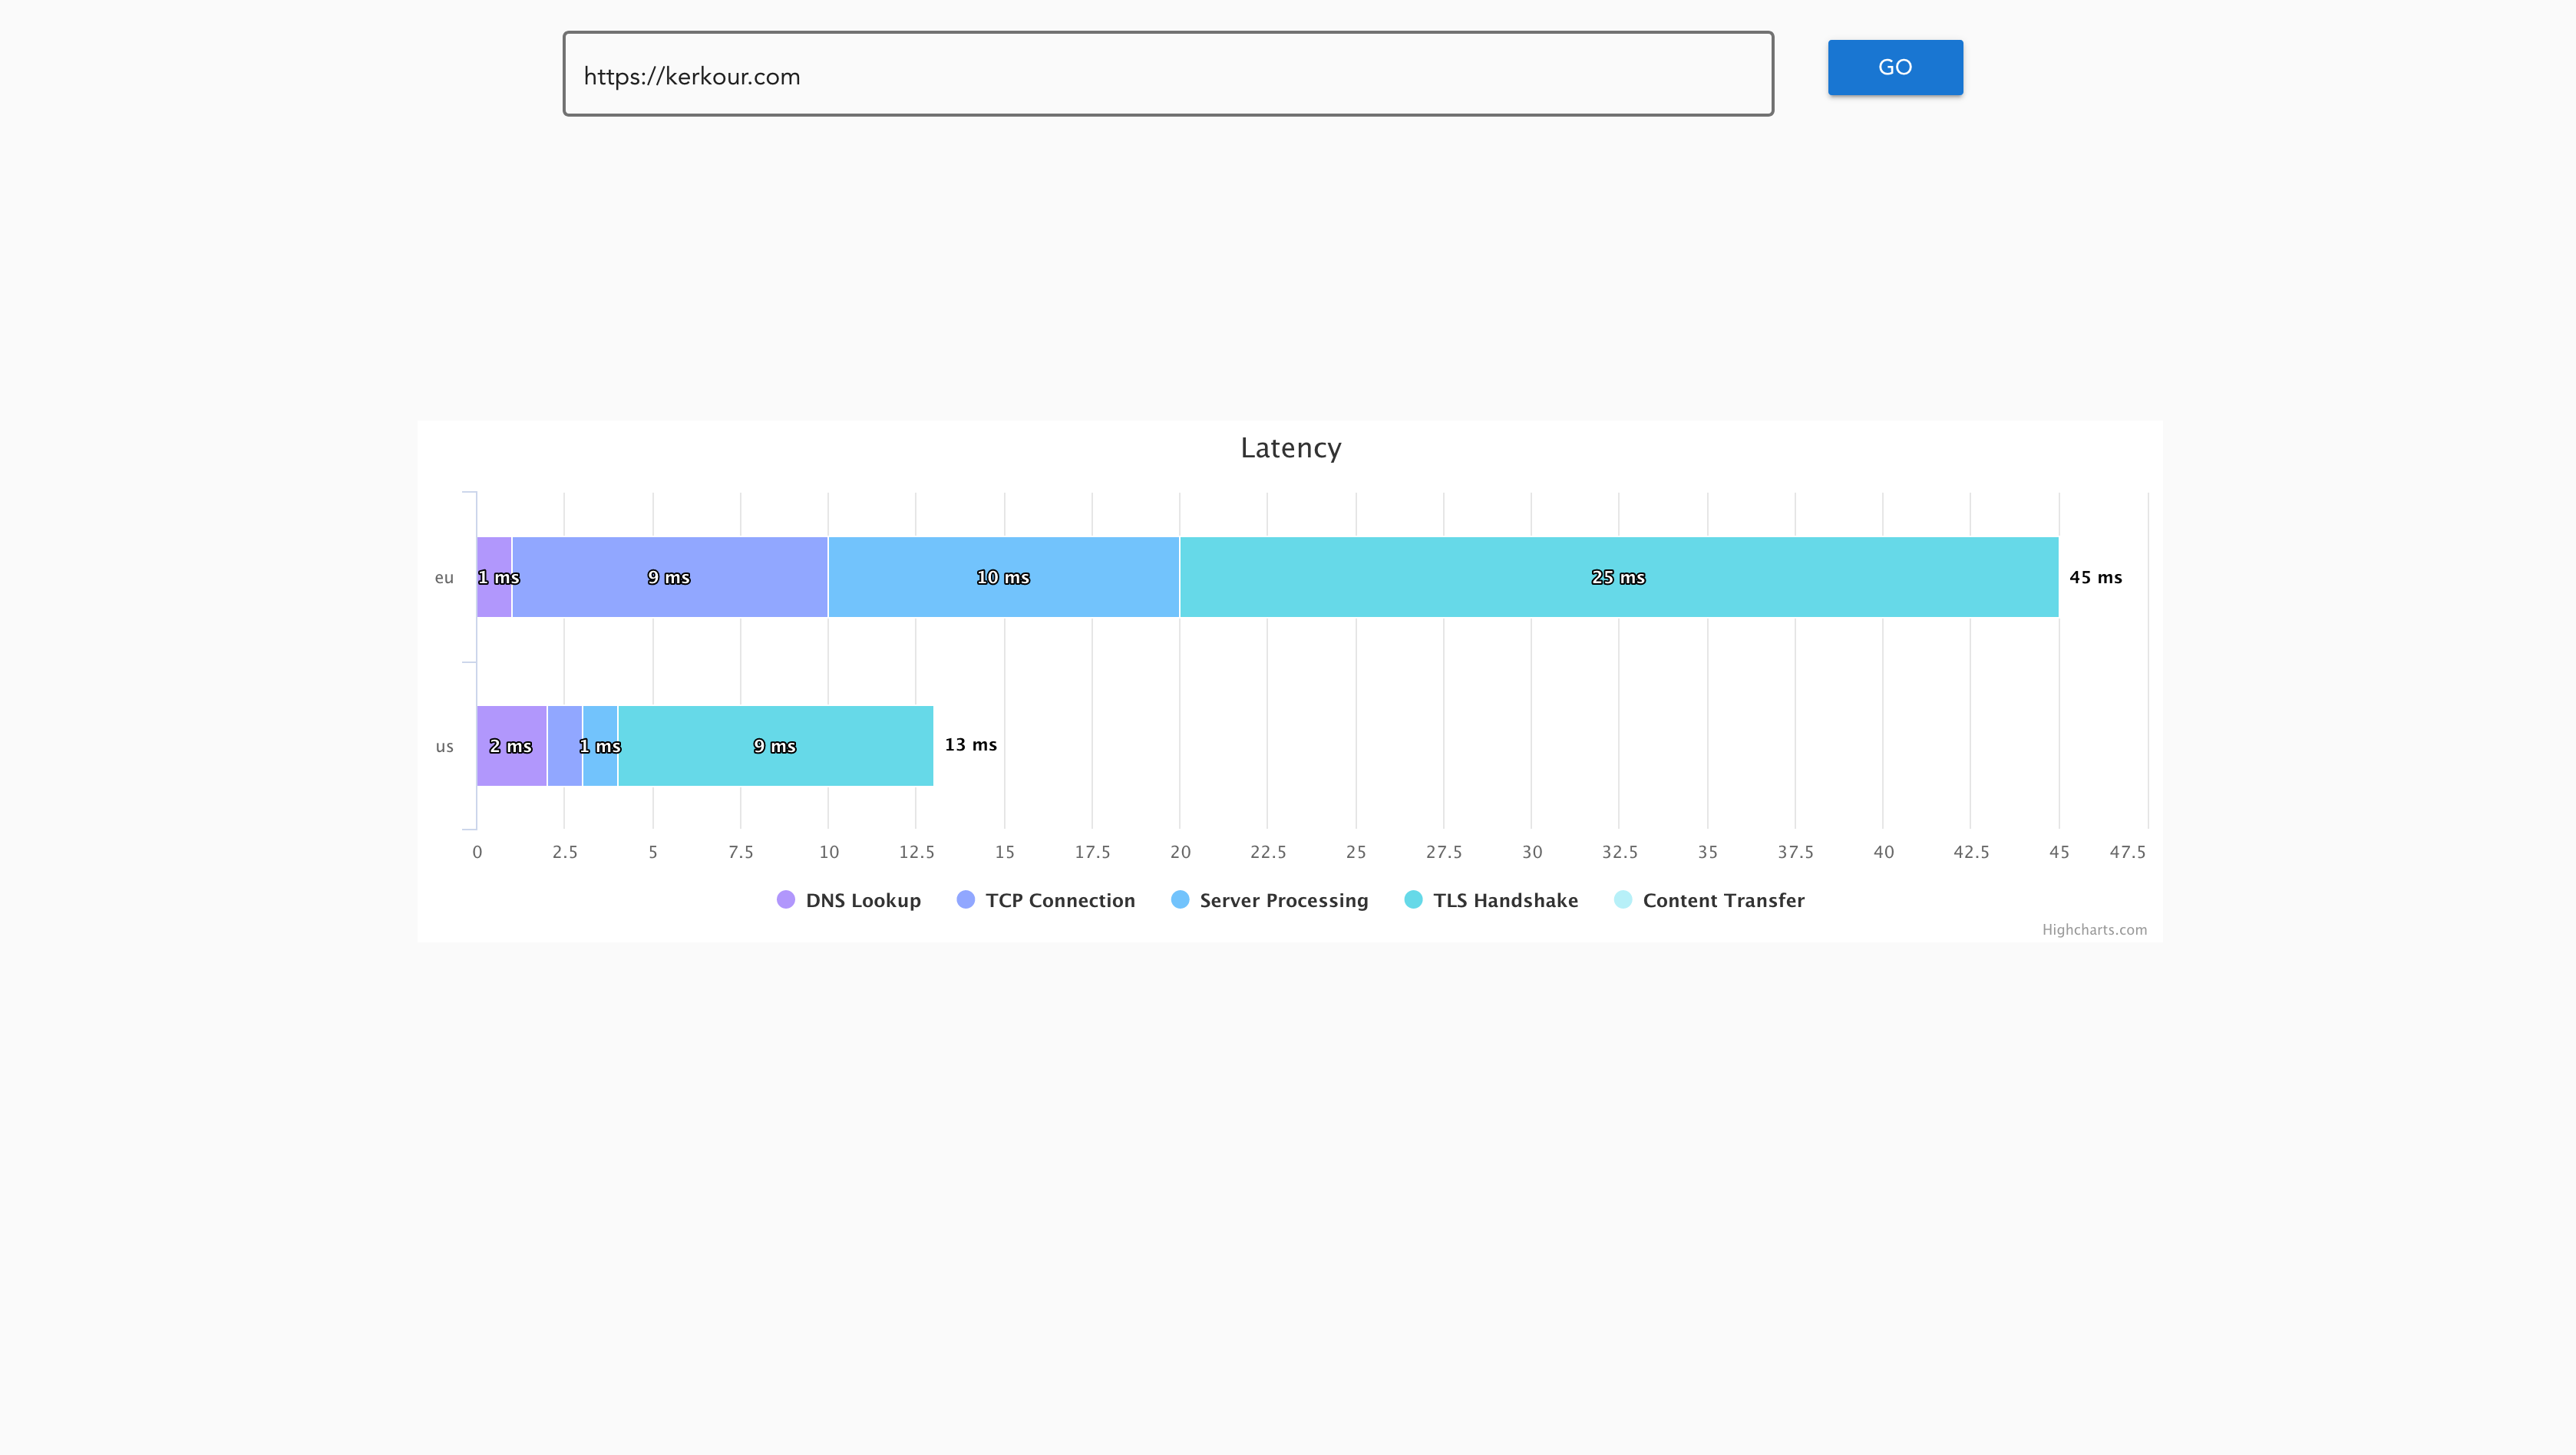 https://kerkour.com
GO
Latency
eu
1 ms
9 ms
10 ms
25 ms
45 ms
us
2 ms
1 ms
9 ms
13 ms
0 2.5 5 7.5 10 12.5 15 17.5 20 22.5 25 27.5 30 32.5 35 37.5 40 42.5 45 47.5
DNS Lookup TCP Connection Server Processing TLS Handshake Content Transfer
Highcharts.com